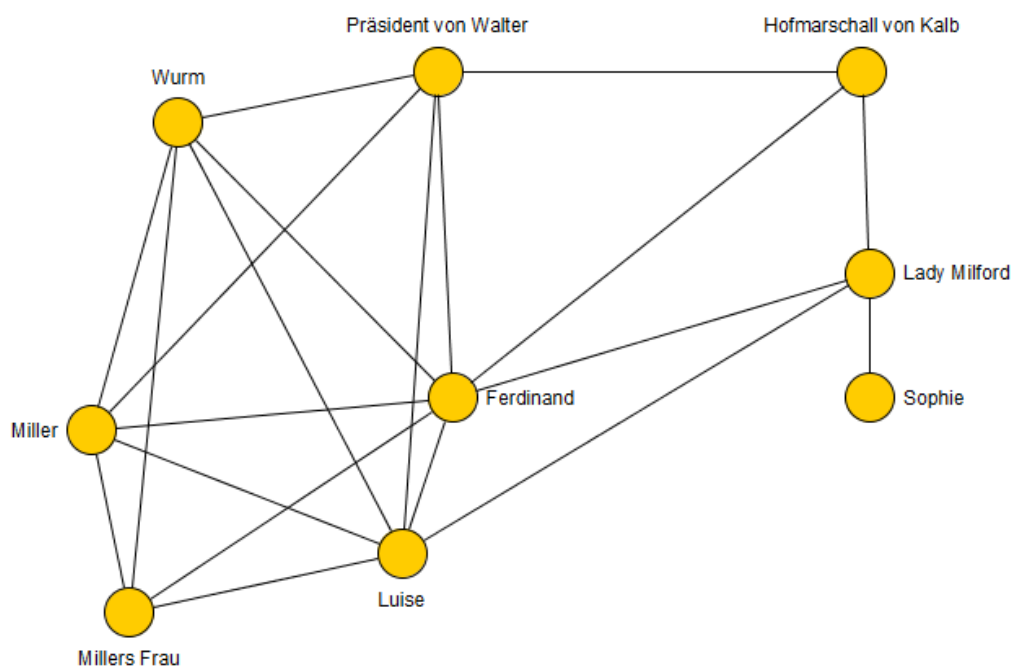 Präsident von Walter
Hofmarschall von Kalb
Wurm
Lady Milford
Ferdinand
Sophie
Miller
Luise
Millers Frau